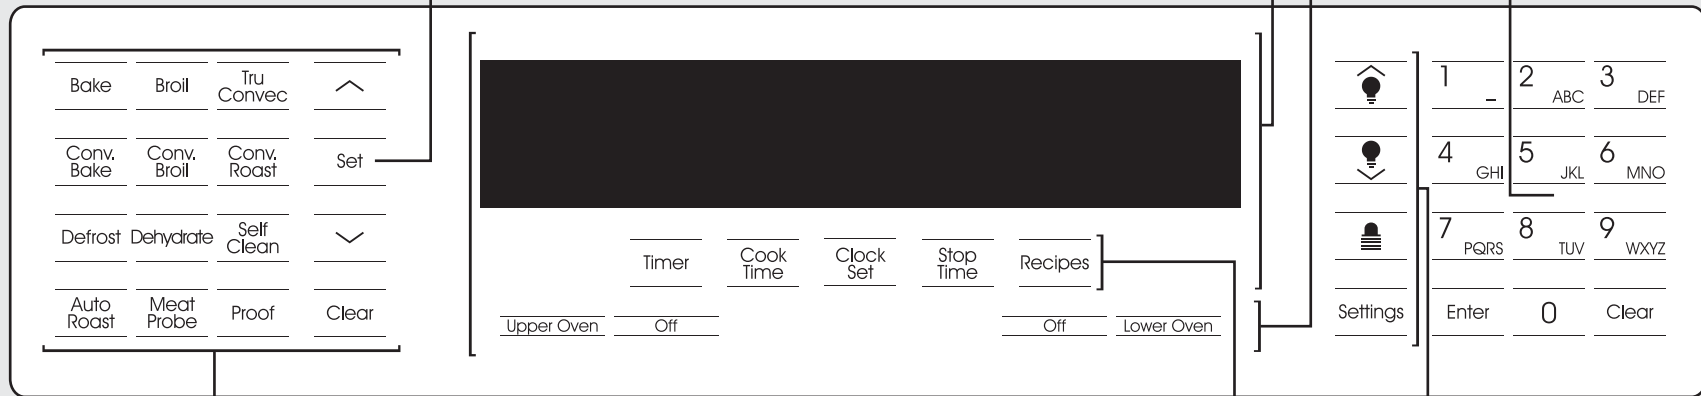 Bake
Broil
Tru
Convec
Conv.
Bake
Conv.
Broil
Conv.
Roast
Set
Defrost
Dehydrate
Self
Clean
Auto
Roast
Meat
Probe
Proof
Clear
Timer
Cook
Time
Clock
Set
Stop
Time
Recipes
Upper Oven
Off
Off
Lower Oven
Settings
1 _
2 ABC
3 DEF
4 GHI
5 JKL
6 MNO
7 PQRS
8 TUV
9 WXYZ
Enter
0
Clear